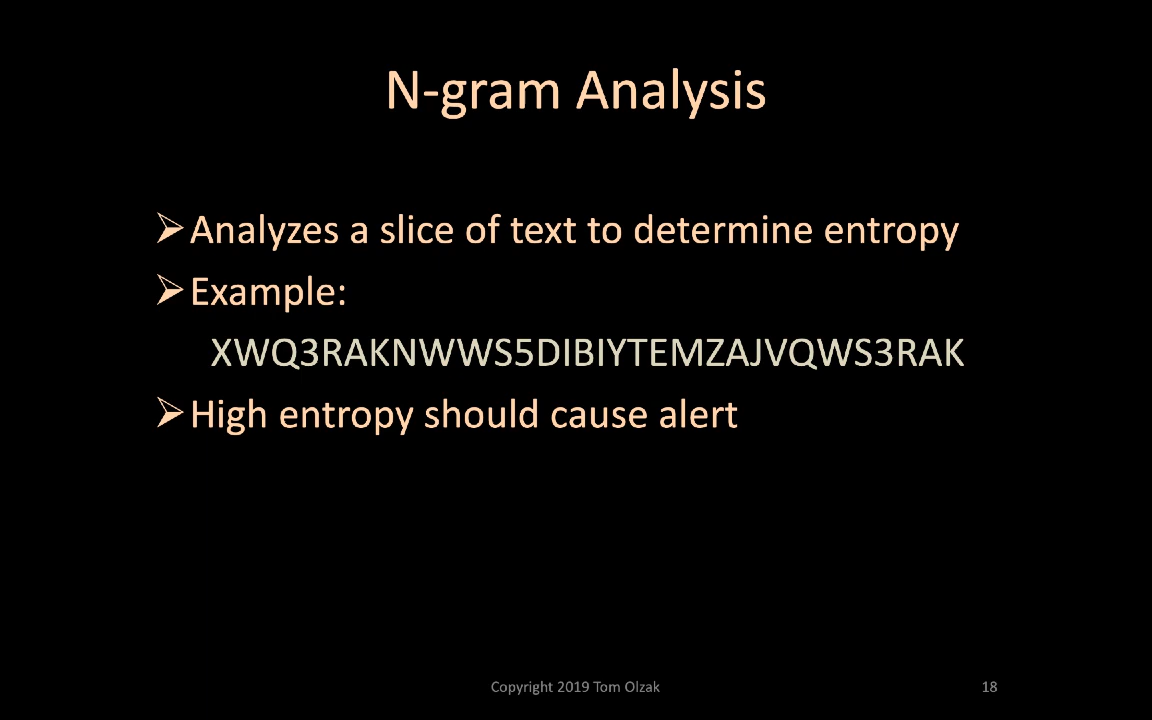 N-gram Analysis
➢Analyzes a slice of text to determine entropy
➢Example:
XWQ3RAKNWWS5DIBIYTEMZAJVQWS3RAK
➢High entropy should cause alert
Copyright 2019 Tom Olzak
18